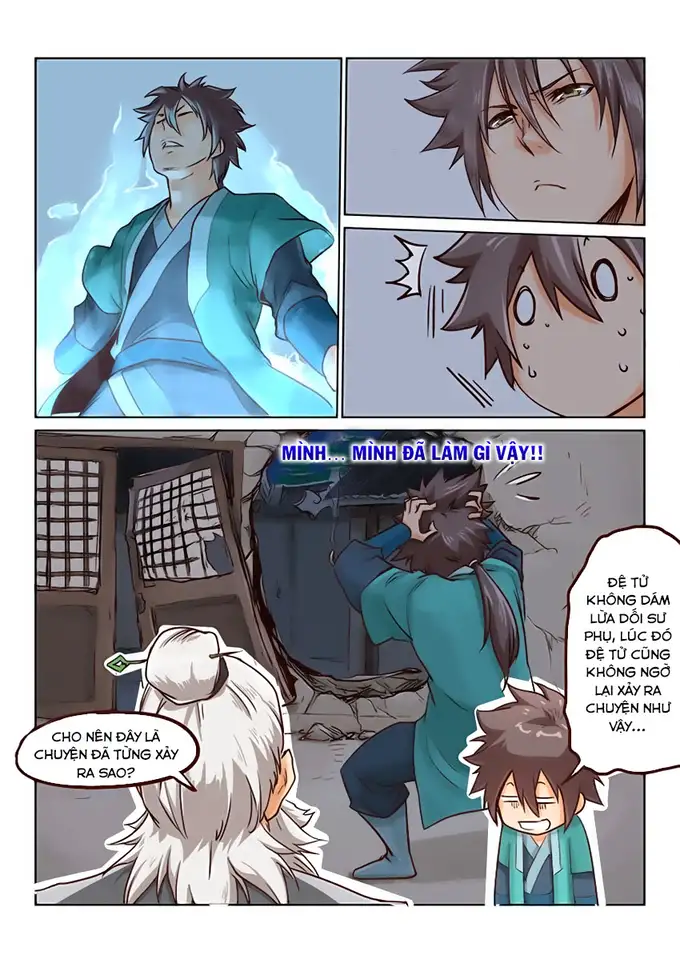 MÌNH... MÌNH ĐÃ LÀM GÌ VẬY!!
ĐỆ TỬ
KHÔNG DÁM
LỪA DỐI SƯ
PHỤ, LÚC ĐÓ
ĐỆ TỬ CŨNG
KHÔNG NGỜ
LẠI XẢY RA
CHUYỆN NHƯ
VẬY...
CHO NÊN ĐÂY LÀ
CHUYỆN ĐÃ TỪNG XẢY
RA SAO?